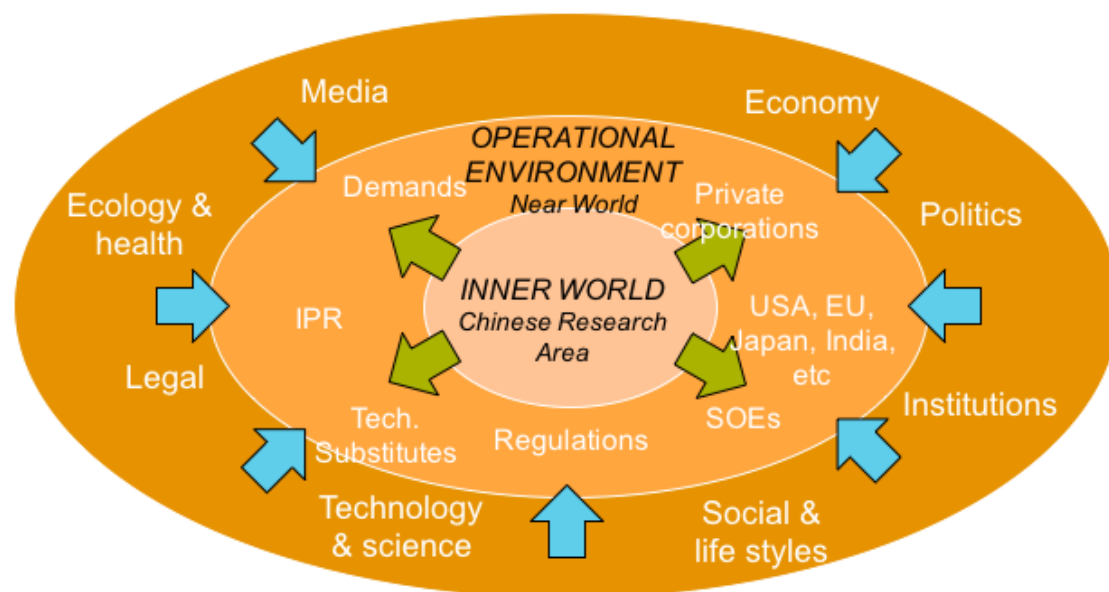 Media
Economy
OPERATIONAL
ENVIRONMENT
Near World
Demands
Private
corporations
Ecology &
health
Politics
INNER WORLD
Chinese Research
Area
IPR
USA, EU,
Japan, India,
etc
Legal
Institutions
Tech.
Substitutes
Regulations
SOEs
Technology
& science
Social &
life styles